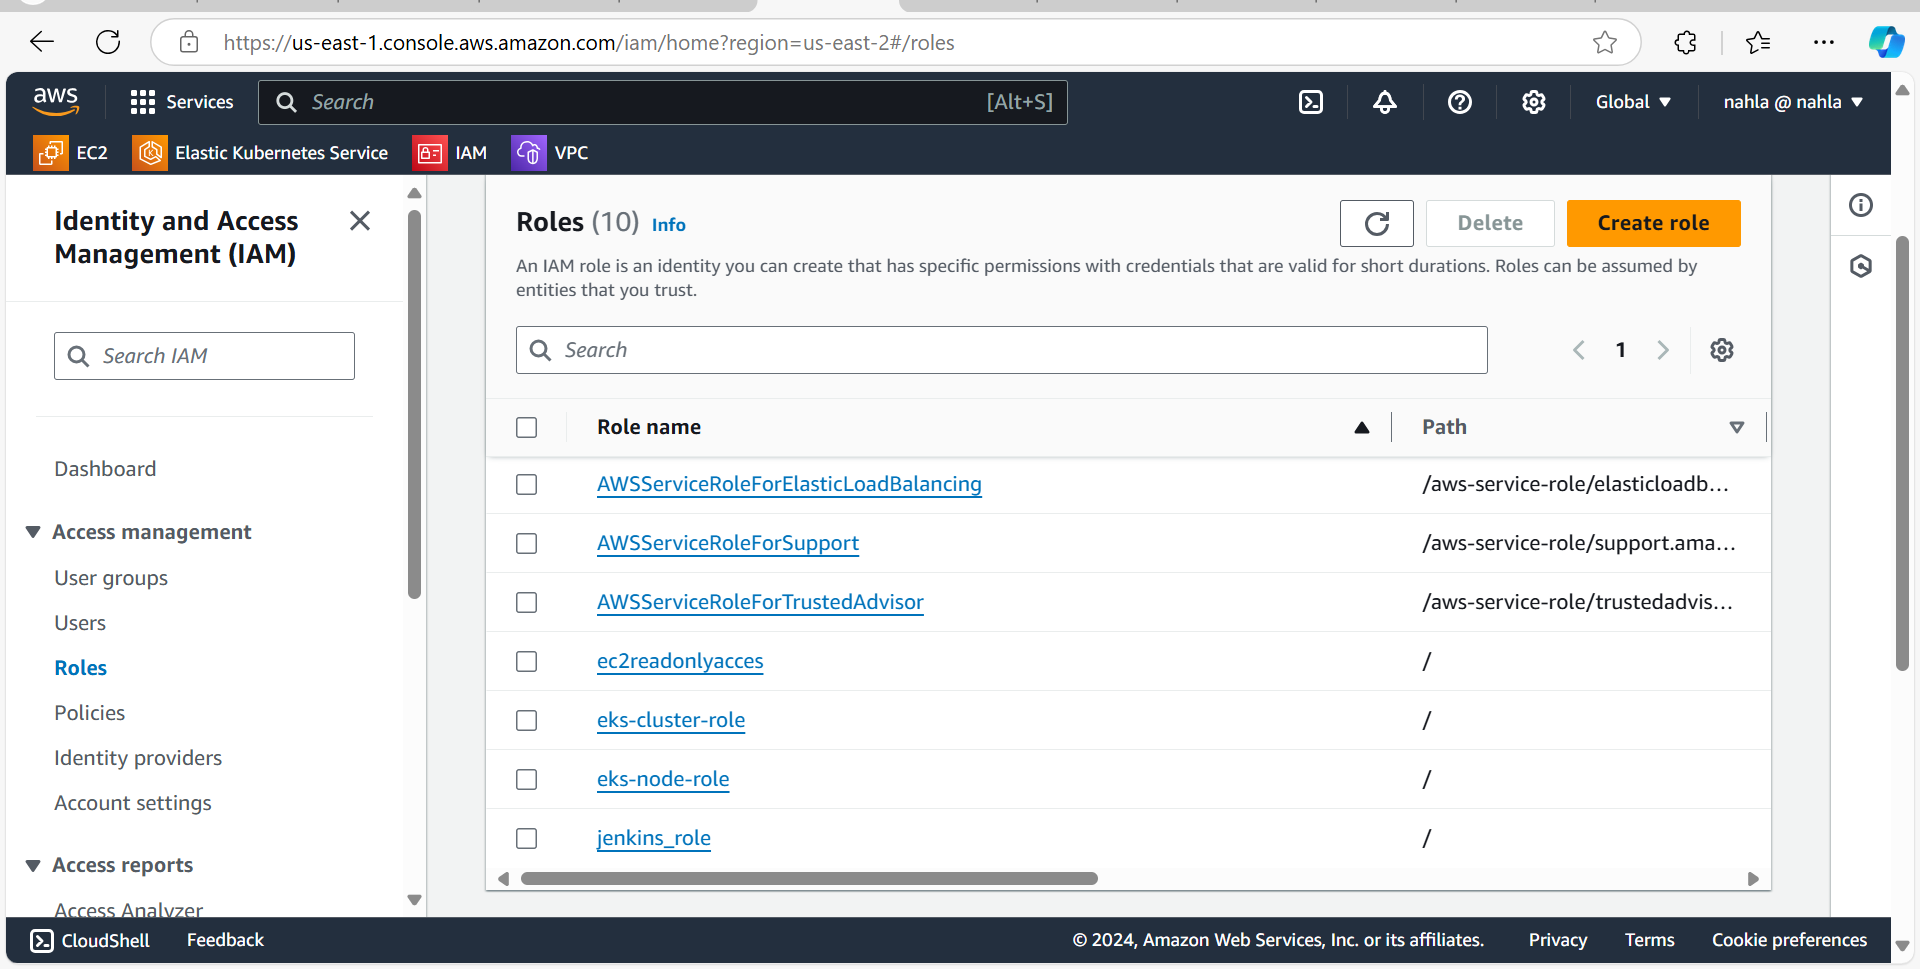 https://us-east-1.console.aws.amazon.com/iam/home?region=us-east-2#/roles
aws
Services
Search
[Alt+S]
Global
nahla @ nahla
EC2
Elastic Kubernetes Service
IAM
VPC
Identity and Access
Management (IAM)
Search IAM
Dashboard
Access management
User groups
Users
Roles
Policies
Identity providers
Account settings
Access reports
Access Analyzer
Roles (10) Info
Delete
Create role
An IAM role is an identity you can create that has specific permissions with credentials that are valid for short durations. Roles can be assumed by
entities that you trust.
Search
1
Role name
Path
AWSServiceRoleForElasticLoadBalancing
/aws-service-role/elasticloadb...
AWSServiceRoleForSupport
/aws-service-role/support.ama...
AWSServiceRoleForTrustedAdvisor
/aws-service-role/trustedadvis...
ec2readonlyacces
/
eks-cluster-role
/
eks-node-role
/
jenkins_role
/
CloudShell
Feedback
© 2024, Amazon Web Services, Inc. or its affiliates.
Privacy
Terms
Cookie preferences